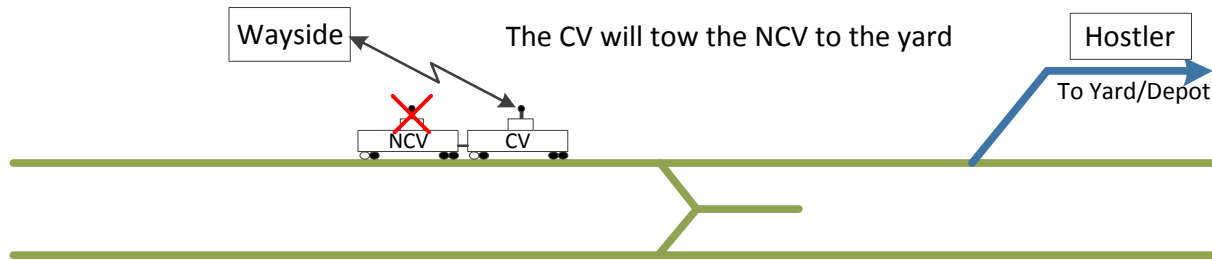 Wayside
The CV will tow the NCV to the yard
Hostler
To Yard/Depot
NCV
CV